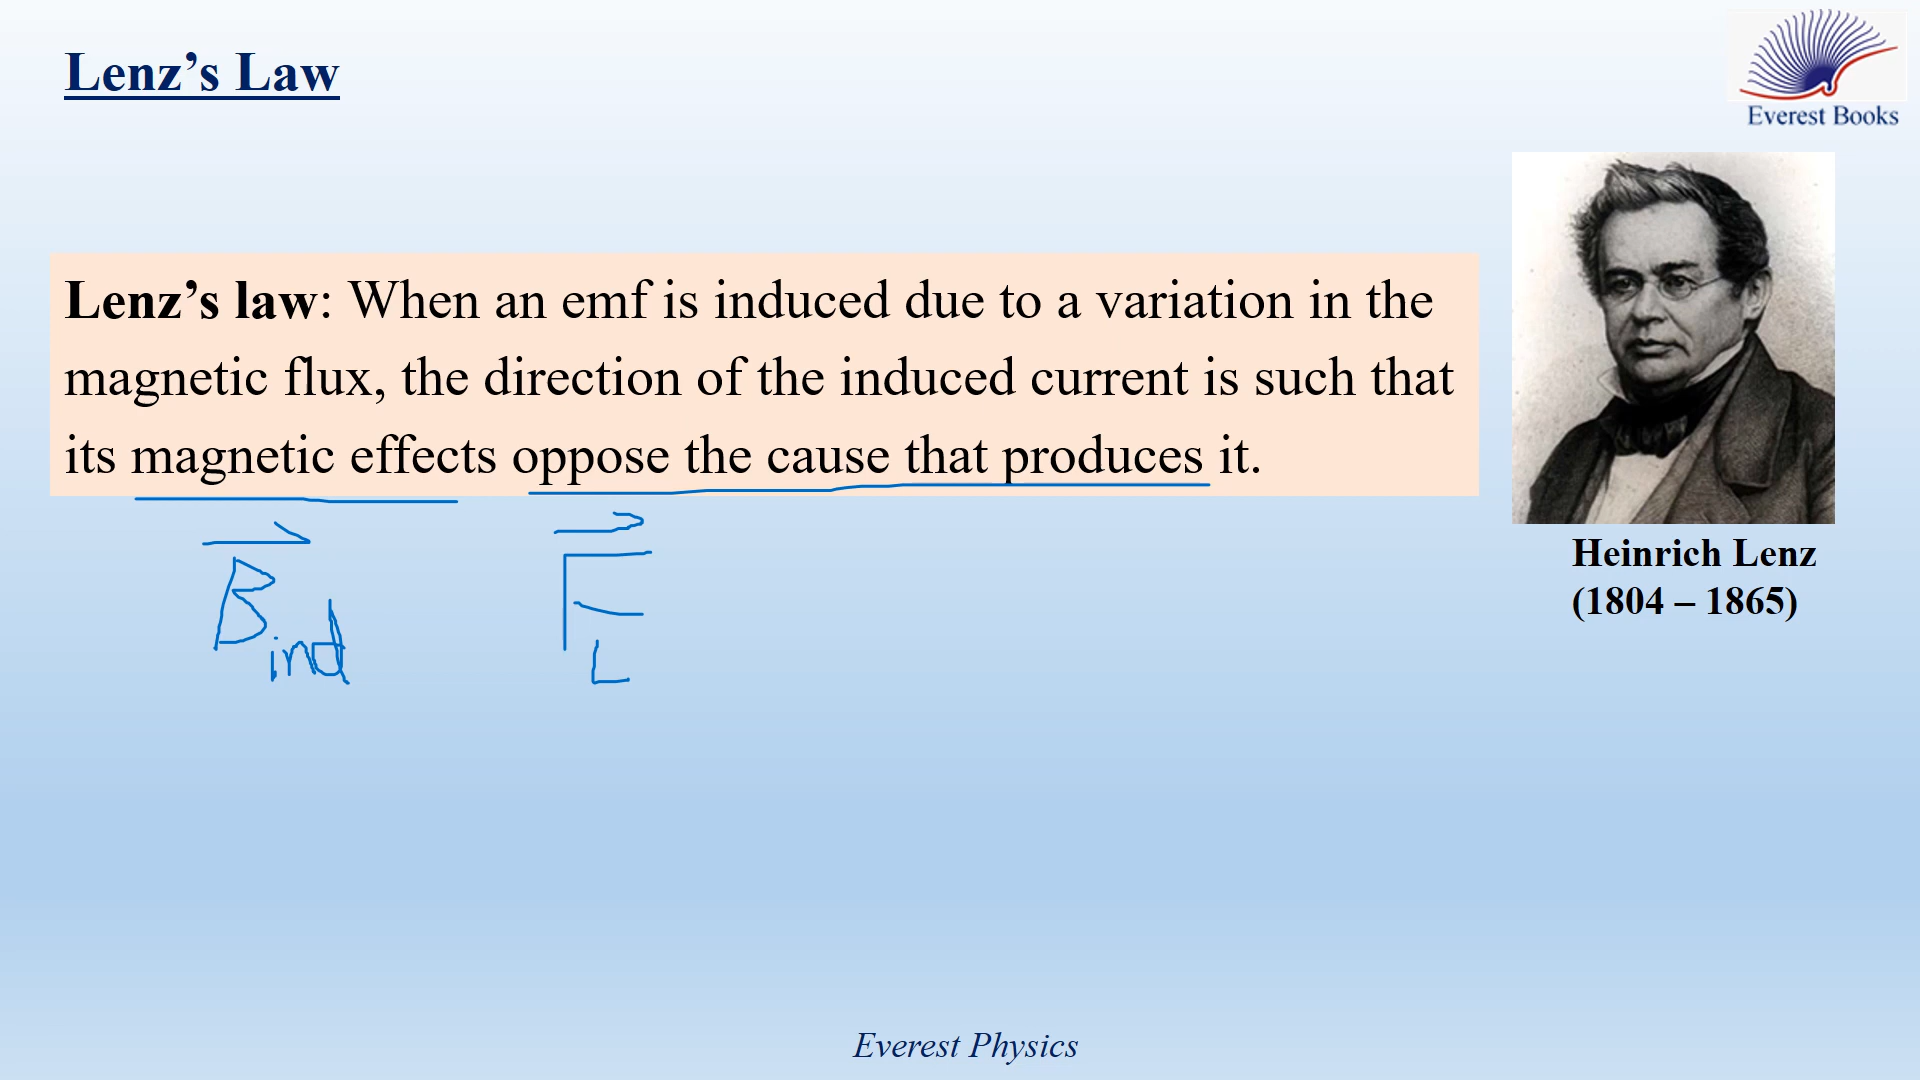 Lenz’s Law
Everest Books
Lenz’s law: When an emf is induced due to a variation in the
magnetic flux, the direction of the induced current is such that
its magnetic effects oppose the cause that produces it.
B ind
F L
Heinrich Lenz
(1804 – 1865)
Everest Physics